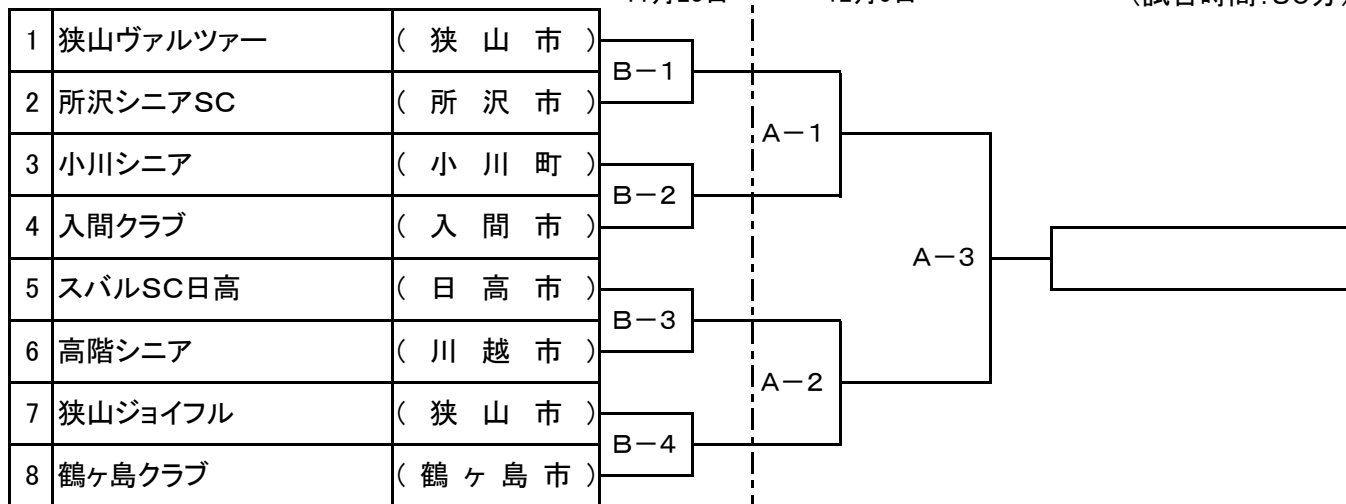 1 狭山ヴァルツァー ( 狭 山 市 )
B－1
2 所沢シニアSC ( 所 沢 市 )
A－1
3 小川シニア ( 小 川 町 )
B－2
4 入間クラブ ( 入 間 市 )
A－3
5 スバルSC日高 ( 日 高 市 )
B－3
6 高階シニア ( 川 越 市 )
A－2
7 狭山ジョイフル ( 狭 山 市 )
B－4
8 鶴ヶ島クラブ ( 鶴 ヶ 島 市 )